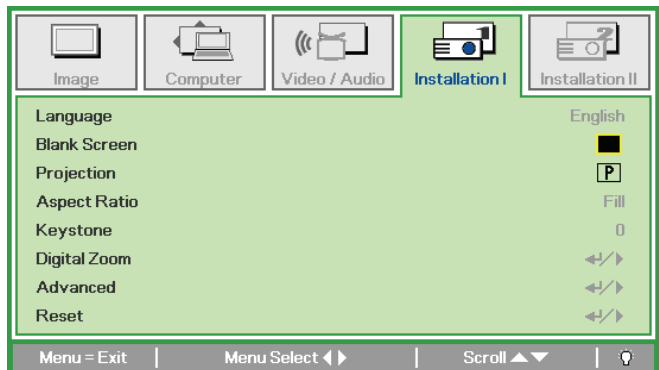 Image Computer Video / Audio Installation I Installation II
Language English
Blank Screen
Projection P
Aspect Ratio Fill
Keystone 0
Digital Zoom
Advanced
Reset
Menu = Exit | Menu Select | Scroll